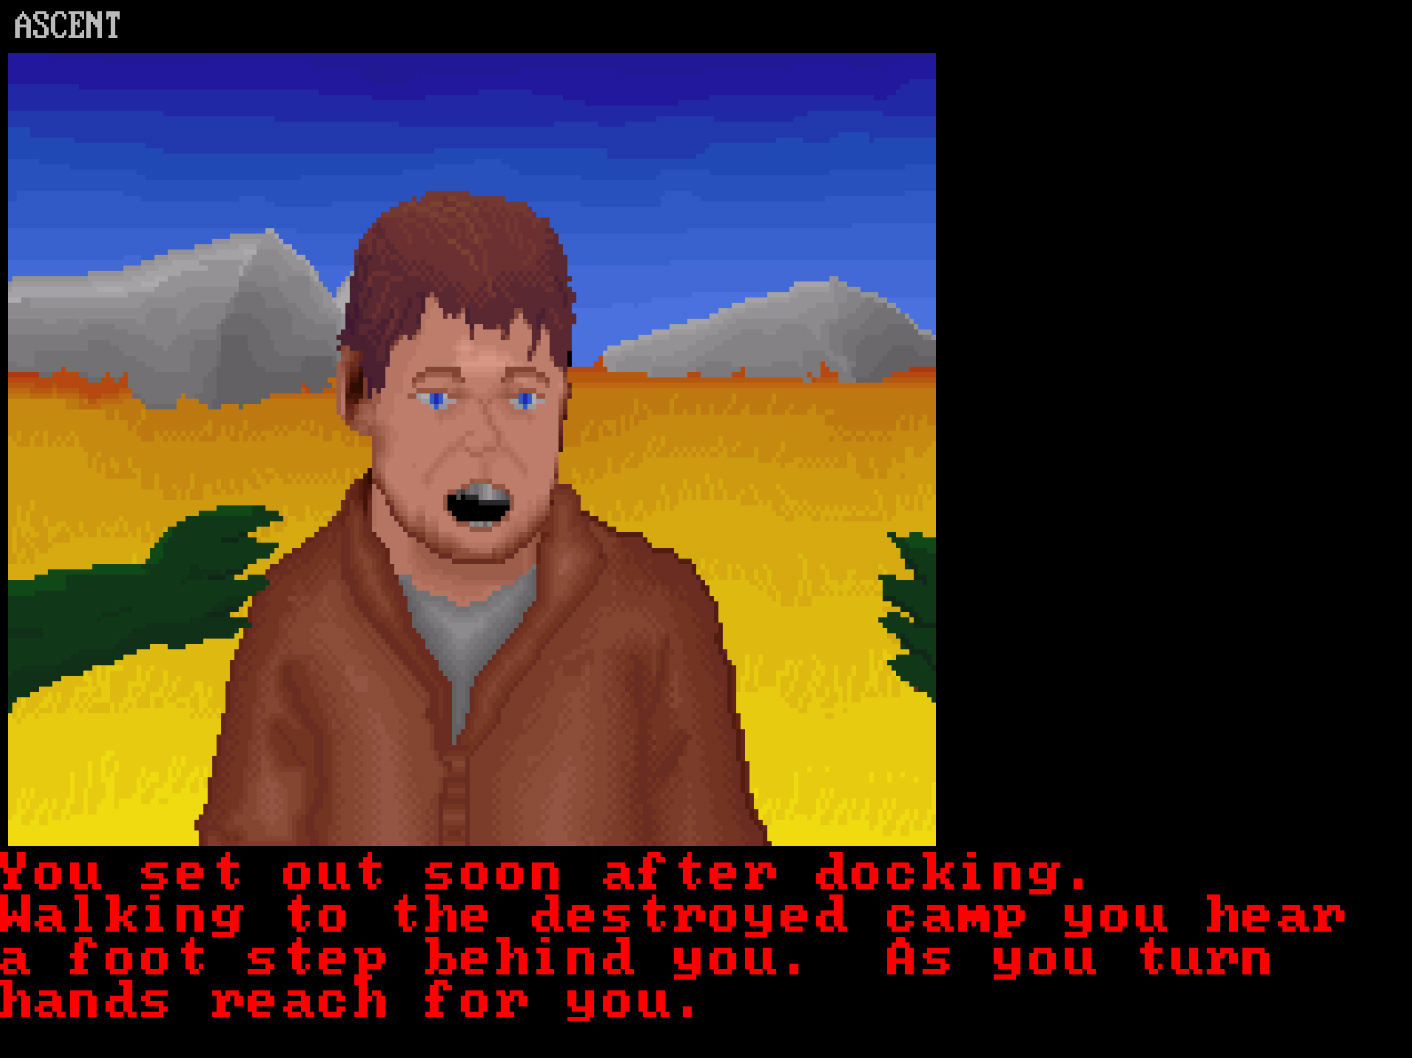 ASCENT
You set out soon after docking.
Walking to the destroyed camp you hear
a foot step behind you.  As you turn
hands reach for you.